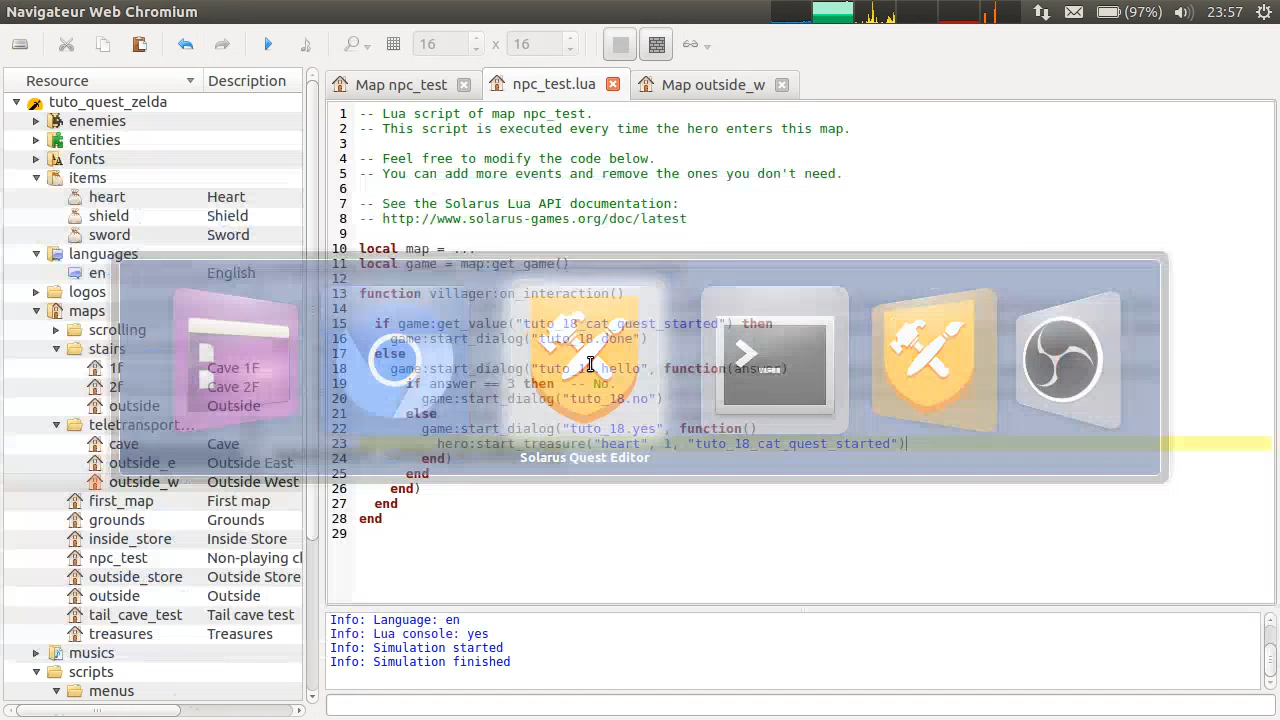 Navigateur Web Chromium
(97%)
23:57
16 x 16
Resource
Description
tuto_quest_zelda
enemies
entities
fonts
items
heart Heart
shield Shield
sword Sword
languages
en English
logos
maps
scrolling
stairs
1f Cave 1F
2f Cave 2F
outside Outside
teletransport...
cave Cave
outside_e Outside East
outside_w Outside West
first_map First map
grounds Grounds
inside_store Inside Store
npc_test Non-playing cl
outside_store Outside Store
outside Outside
tail_cave_test Tail cave test
treasures Treasures
musics
scripts
menus
Map npc_test
npc_test.lua
Map outside_w
1 -- Lua script of map npc_test.
2 -- This script is executed every time the hero enters this map.
3
4 -- Feel free to modify the code below.
5 -- You can add more events and remove the ones you don't need.
6
7 -- See the Solarus Lua API documentation:
8 -- http://www.solarus-games.org/doc/latest
9
10 local map = ...
11 local game = map:get_game()
12
13 function villager:on_interaction()
14
15 if game:get_value("tuto_18_cat_quest_started") then
16 game:start_dialog("tuto_18.done")
17 else
18 game:start_dialog("tuto_18.hello", function(answer)
19 if answer == 3 then -- No.
20 game:start_dialog("tuto_18.no")
21 else
22 game:start_dialog("tuto_18.yes", function()
23 hero:start_treasure("heart", 1, "tuto_18_cat_quest_started")
24 end)
25 end
26 end)
27 end
28 end
29
Solarus Quest Editor
Info: Language: en
Info: Lua console: yes
Info: Simulation started
Info: Simulation finished